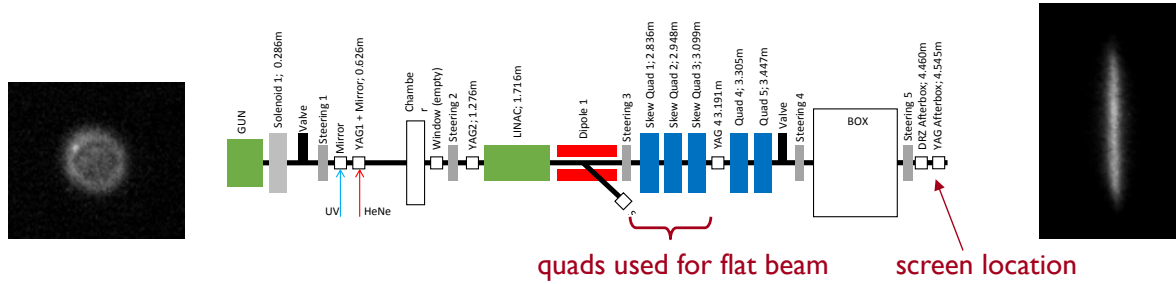 GUN
Solenoid 1; 0.286m
Valve
Steering 1
Mirror
YAG1 + Mirror; 0.626m
Chambe
r
Window (empty)
Steering 2
YAG2; 1.276m
LINAC; 1.716m
Dipole 1
Steering 3
Skew Quad 1; 2.836m
Skew Quad 2; 2.948m
Skew Quad 3; 3.099m
YAG 4 3.191m
Quad 4; 3.305m
Quad 5; 3.447m
Valve
Steering 4
BOX
Steering 5
DRZ Afterbox; 4.460m
YAG Afterbox; 4.545m
UV
HeNe
quads used for flat beam
screen location